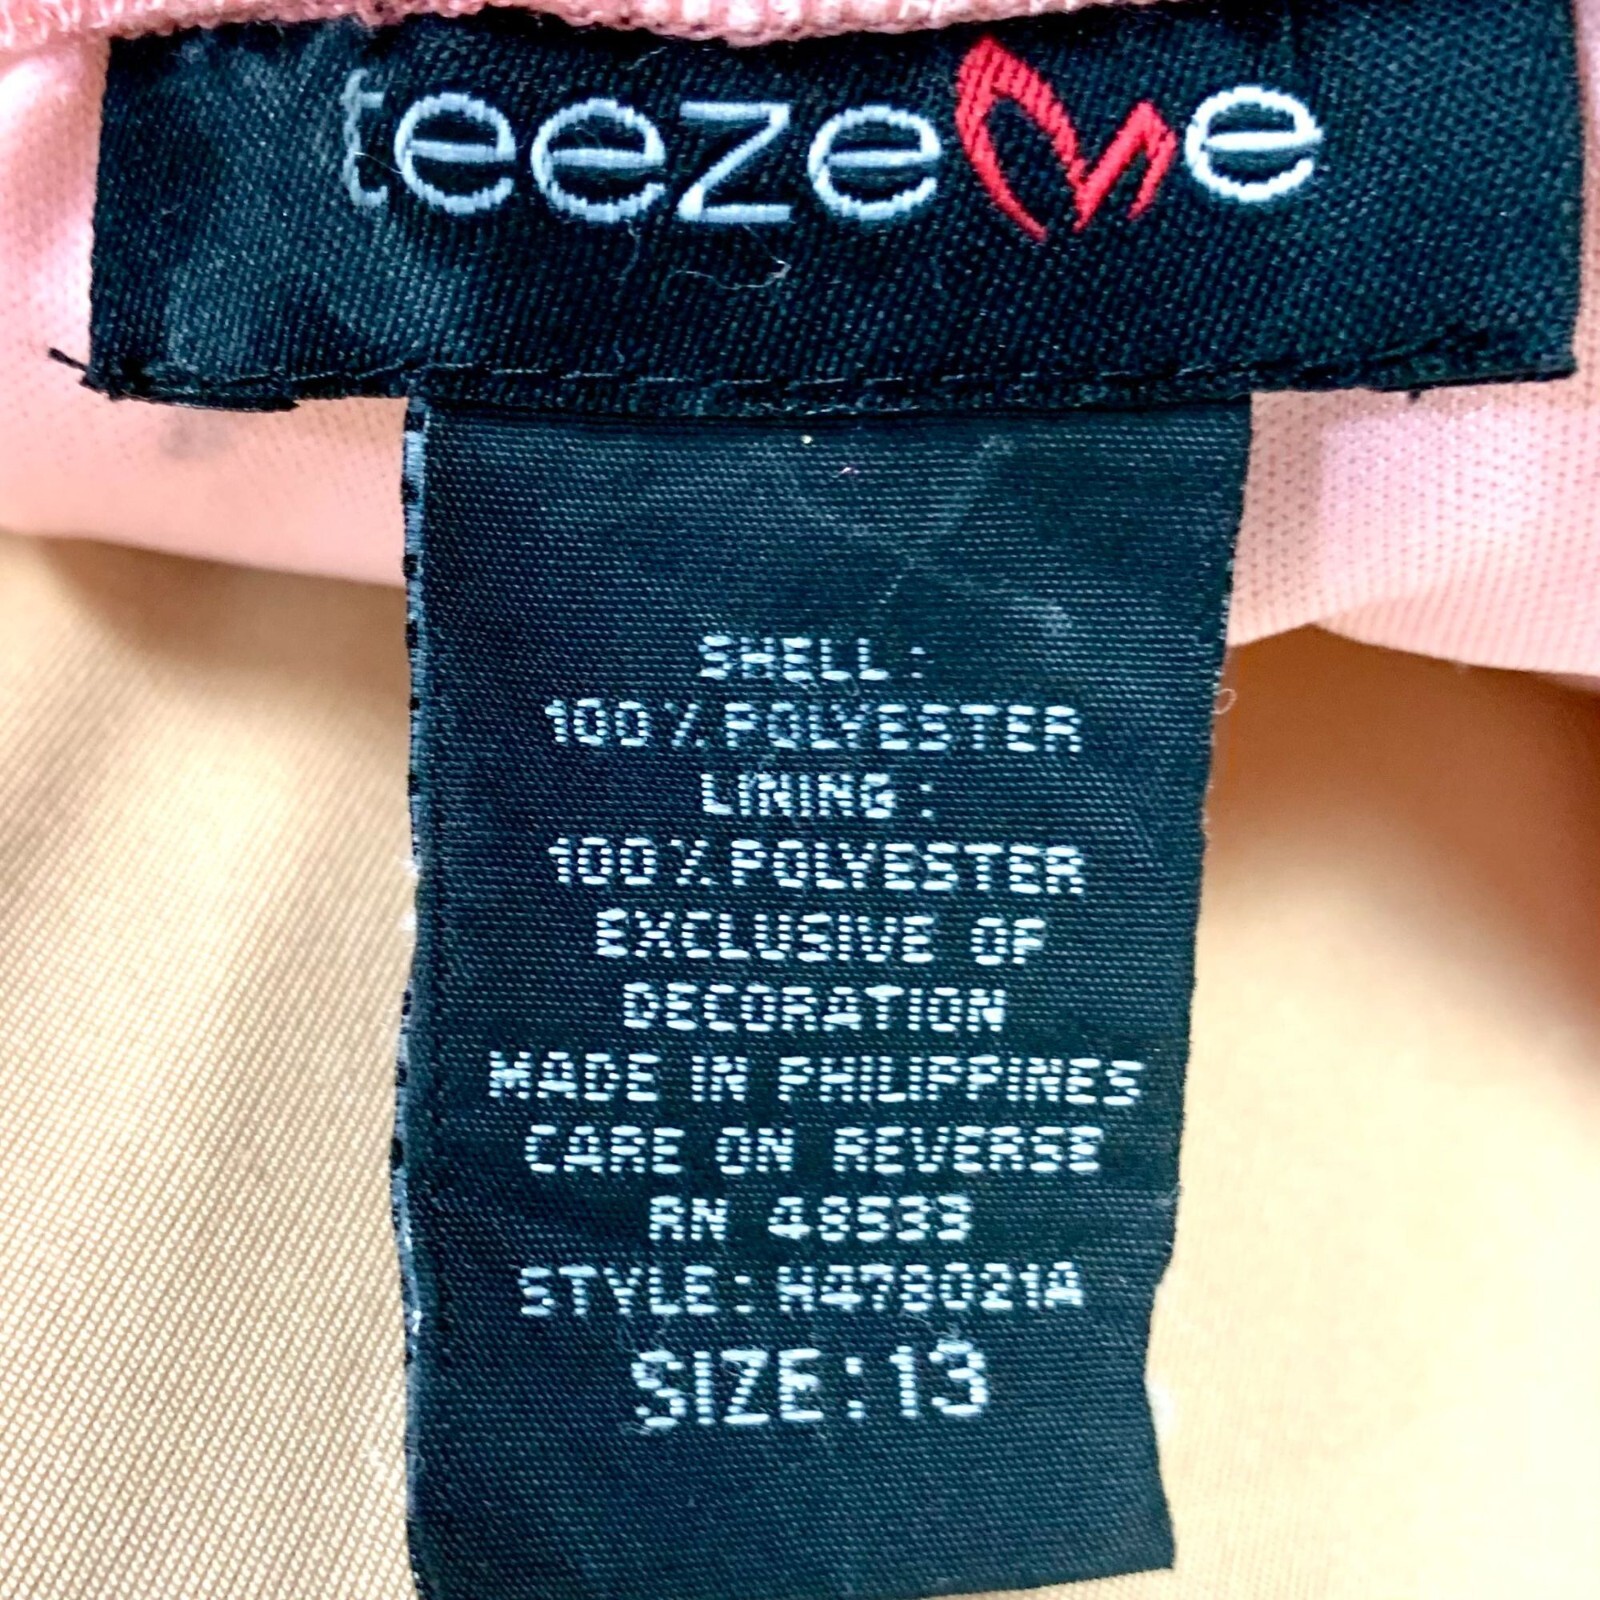 teezeme
SHELL:
100%POLYESTER
LINING:
100%POLYESTER
EXCLUSIVE OF
DECORATION
MADE IN PHILIPPINES
CARE ON REVERSE
RN 48533
STYLE: H478021A
SIZE:13